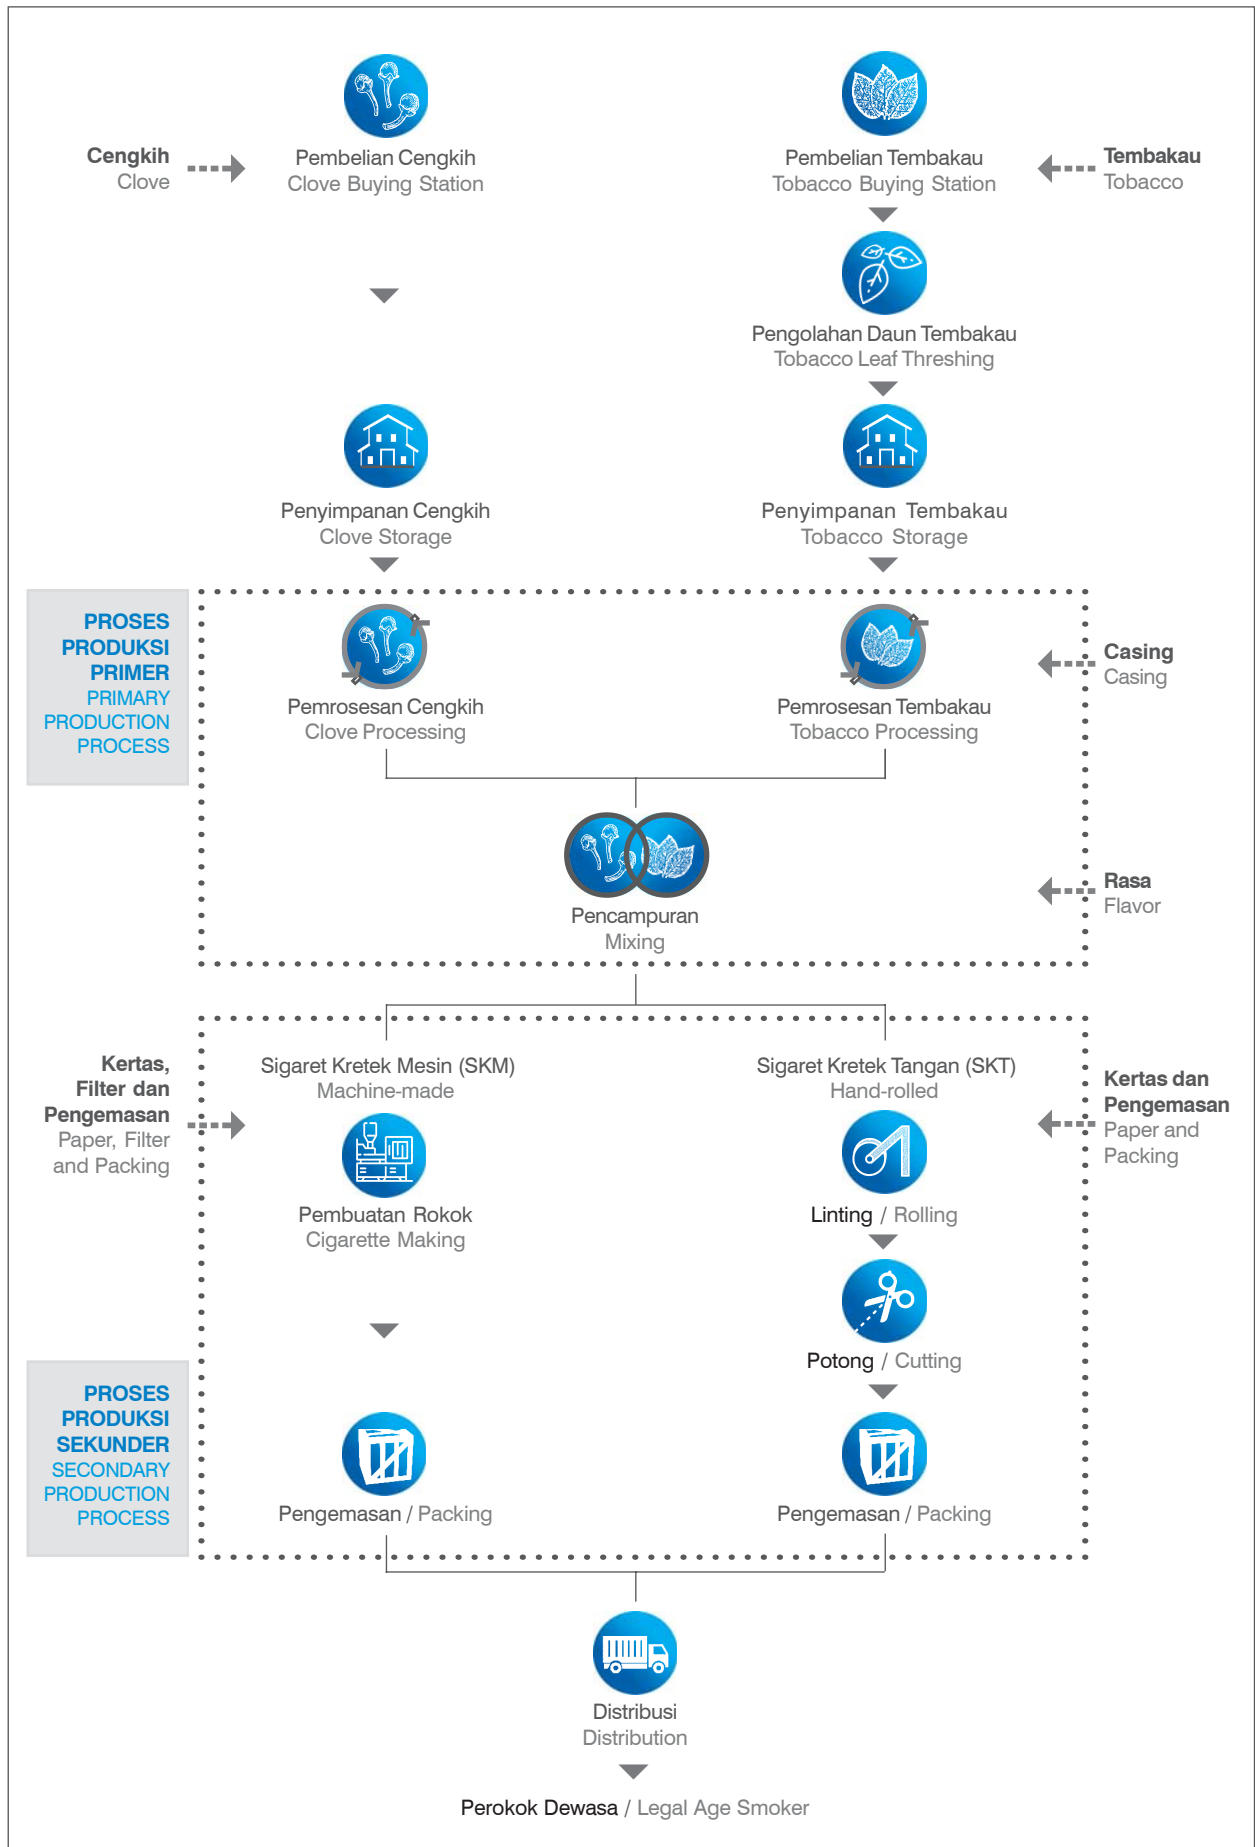 Cengkih
Clove
Pembelian Cengkih
Clove Buying Station
Pembelian Tembakau
Tobacco Buying Station
Tembakau
Tobacco
Pengolahan Daun Tembakau
Tobacco Leaf Threshing
Penyimpanan Cengkih
Clove Storage
Penyimpanan Tembakau
Tobacco Storage
PROSES
PRODUKSI
PRIMER
PRIMARY
PRODUCTION
PROCESS
Pemrosesan Cengkih
Clove Processing
Pemrosesan Tembakau
Tobacco Processing
Casing
Casing
Pencampuran
Mixing
Rasa
Flavor
Kertas,
Filter dan
Pengemasan
Paper, Filter
and Packing
Sigaret Kretek Mesin (SKM)
Machine-made
Sigaret Kretek Tangan (SKT)
Hand-rolled
Kertas dan
Pengemasan
Paper and
Packing
Pembuatan Rokok
Cigarette Making
Linting / Rolling
Potong / Cutting
PROSES
PRODUKSI
SEKUNDER
SECONDARY
PRODUCTION
PROCESS
Pengemasan / Packing
Pengemasan / Packing
Distribusi
Distribution
Perokok Dewasa / Legal Age Smoker